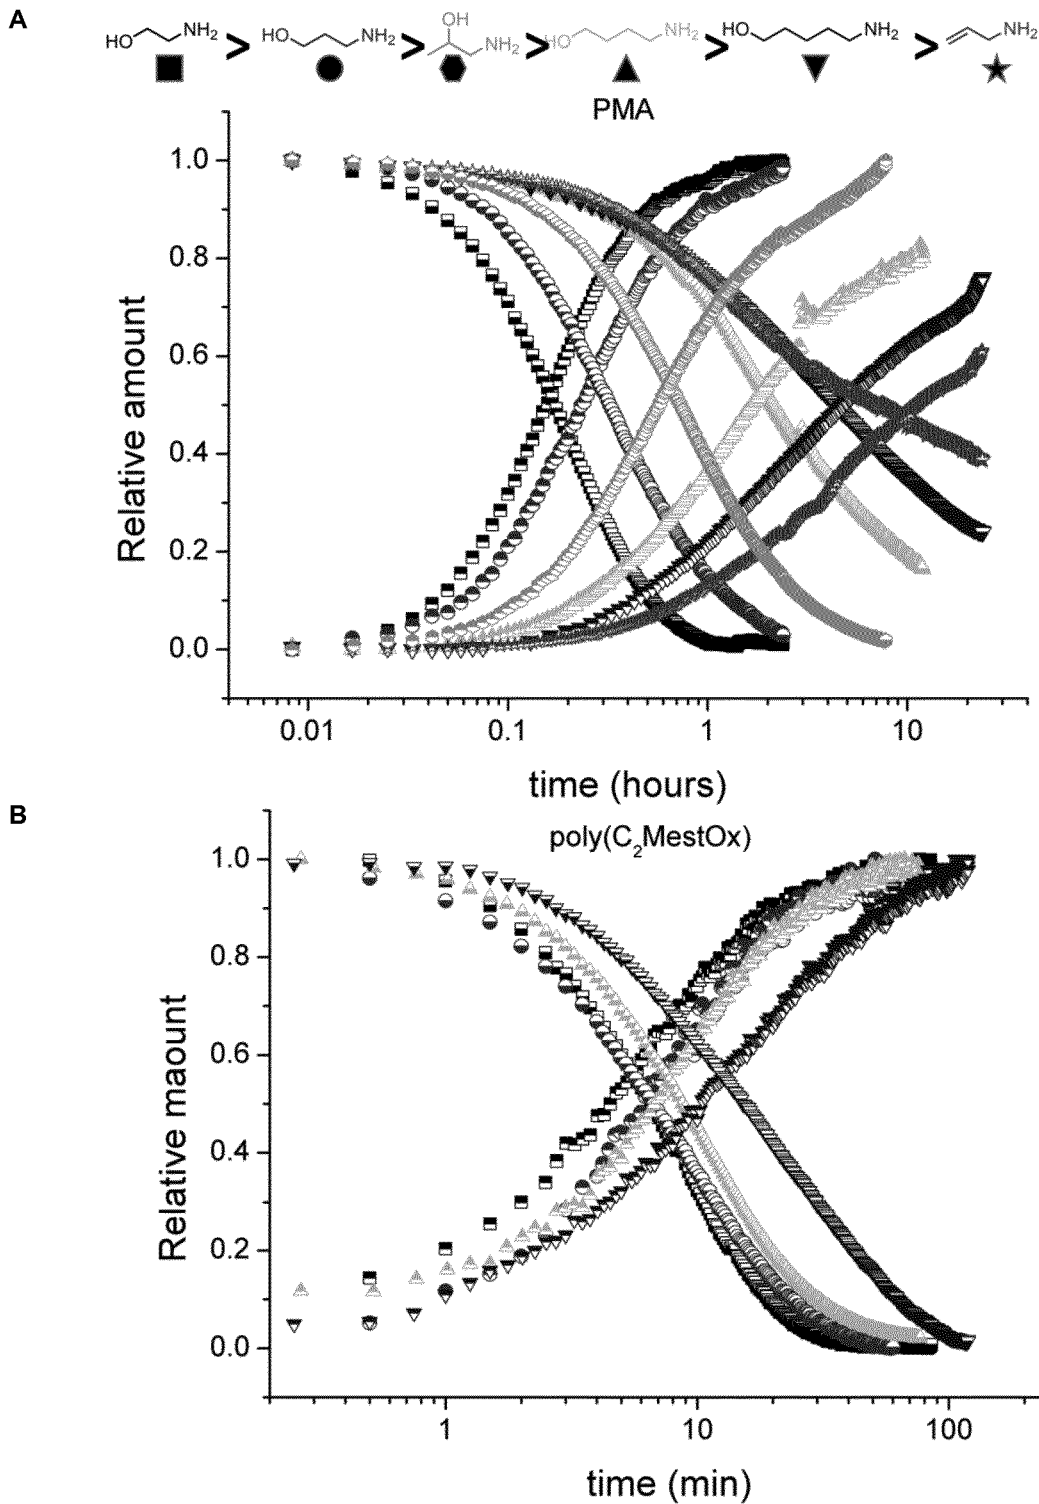 A
HO NH2 > HO NH2 > OH NH2 > HO NH2 > HO NH2 > NH2
PMA
1.0
0.8
0.6
0.4
0.2
0.0
Relative amount
0.01 0.1 1 10
time (hours)
B
poly(C2MestOx)
1.0
0.8
0.6
0.4
0.2
0.0
Relative maount
1 10 100
time (min)